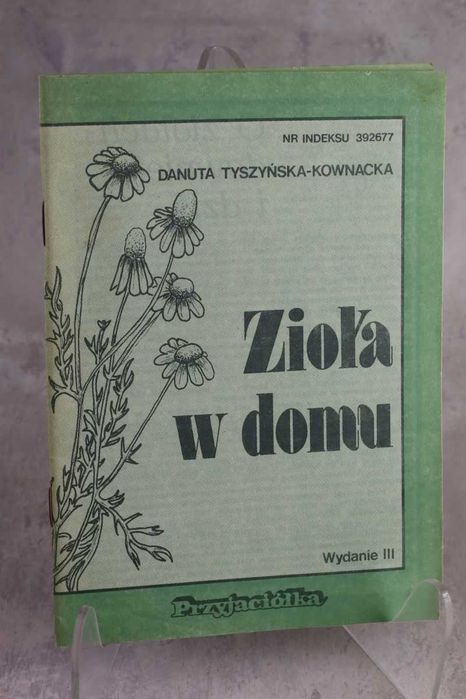 NR INDEKSU 392677
DANUTA TYSZYŃSKA-KOWNACKA
Zioła
w domu
Wydanie III
Przyjaciółka